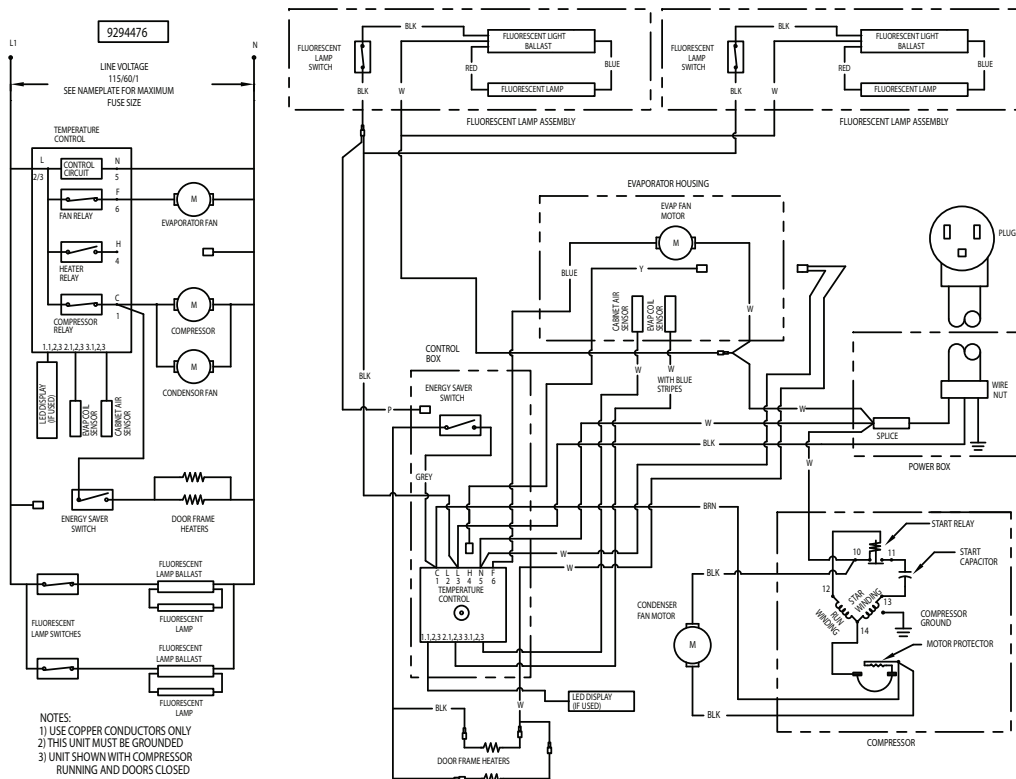 9294476
L1
N
LINE VOLTAGE
115/60/1
SEE NAMEPLATE FOR MAXIMUM
FUSE SIZE
TEMPERATURE
CONTROL
L
2/3
CONTROL
CIRCUIT
N
5
F
6
FAN RELAY
M
EVAPORATOR FAN
H
4
HEATER
RELAY
C
1
COMPRESSOR
RELAY
M
COMPRESSOR
M
CONDENSOR FAN
1.1,2,3 2.1,2,3 3.1,2,3
LED DISPLAY
(IF USED)
EVAP COIL
SENSOR
CABINET AIR
SENSOR
ENERGY SAVER
SWITCH
DOOR FRAME
HEATERS
FLUORESCENT
LAMP BALLAST
FLUORESCENT
LAMP
FLUORESCENT
LAMP SWITCHES
FLUORESCENT
LAMP BALLAST
FLUORESCENT
LAMP
NOTES:
1) USE COPPER CONDUCTORS ONLY
2) THIS UNIT MUST BE GROUNDED
3) UNIT SHOWN WITH COMPRESSOR
RUNNING AND DOORS CLOSED
FLUORESCENT
LAMP
SWITCH
BLK
FLUORESCENT LIGHT
BALLAST
RED
BLUE
FLUORESCENT LAMP
BLK
W
FLUORESCENT LAMP ASSEMBLY
FLUORESCENT
LAMP
SWITCH
BLK
FLUORESCENT LIGHT
BALLAST
RED
BLUE
FLUORESCENT LAMP
BLK
W
FLUORESCENT LAMP ASSEMBLY
EVAPORATOR HOUSING
EVAP FAN
MOTOR
M
BLUE
Y
CABINET AIR
SENSOR
EVAP COIL
SENSOR
W
W
W
WITH BLUE
STRIPES
PLUG
WIRE
NUT
W
SPLICE
POWER BOX
W
BLK
W
BLK
CONTROL
BOX
P
ENERGY SAVER
SWITCH
GREY
BRN
W
W
C L L H N F
1 2 3 4 5 6
TEMPERATURE
CONTROL
1.1,2,3 2.1,2,3 3.1,2,3
LED DISPLAY
(IF USED)
BLK
W
DOOR FRAME HEATERS
BLK
CONDENSER
FAN MOTOR
M
BLK
START RELAY
10
11
START
CAPACITOR
12
13
STAR WINDING
RUN
WINDING
14
COMPRESSOR
GROUND
MOTOR PROTECTOR
COMPRESSOR